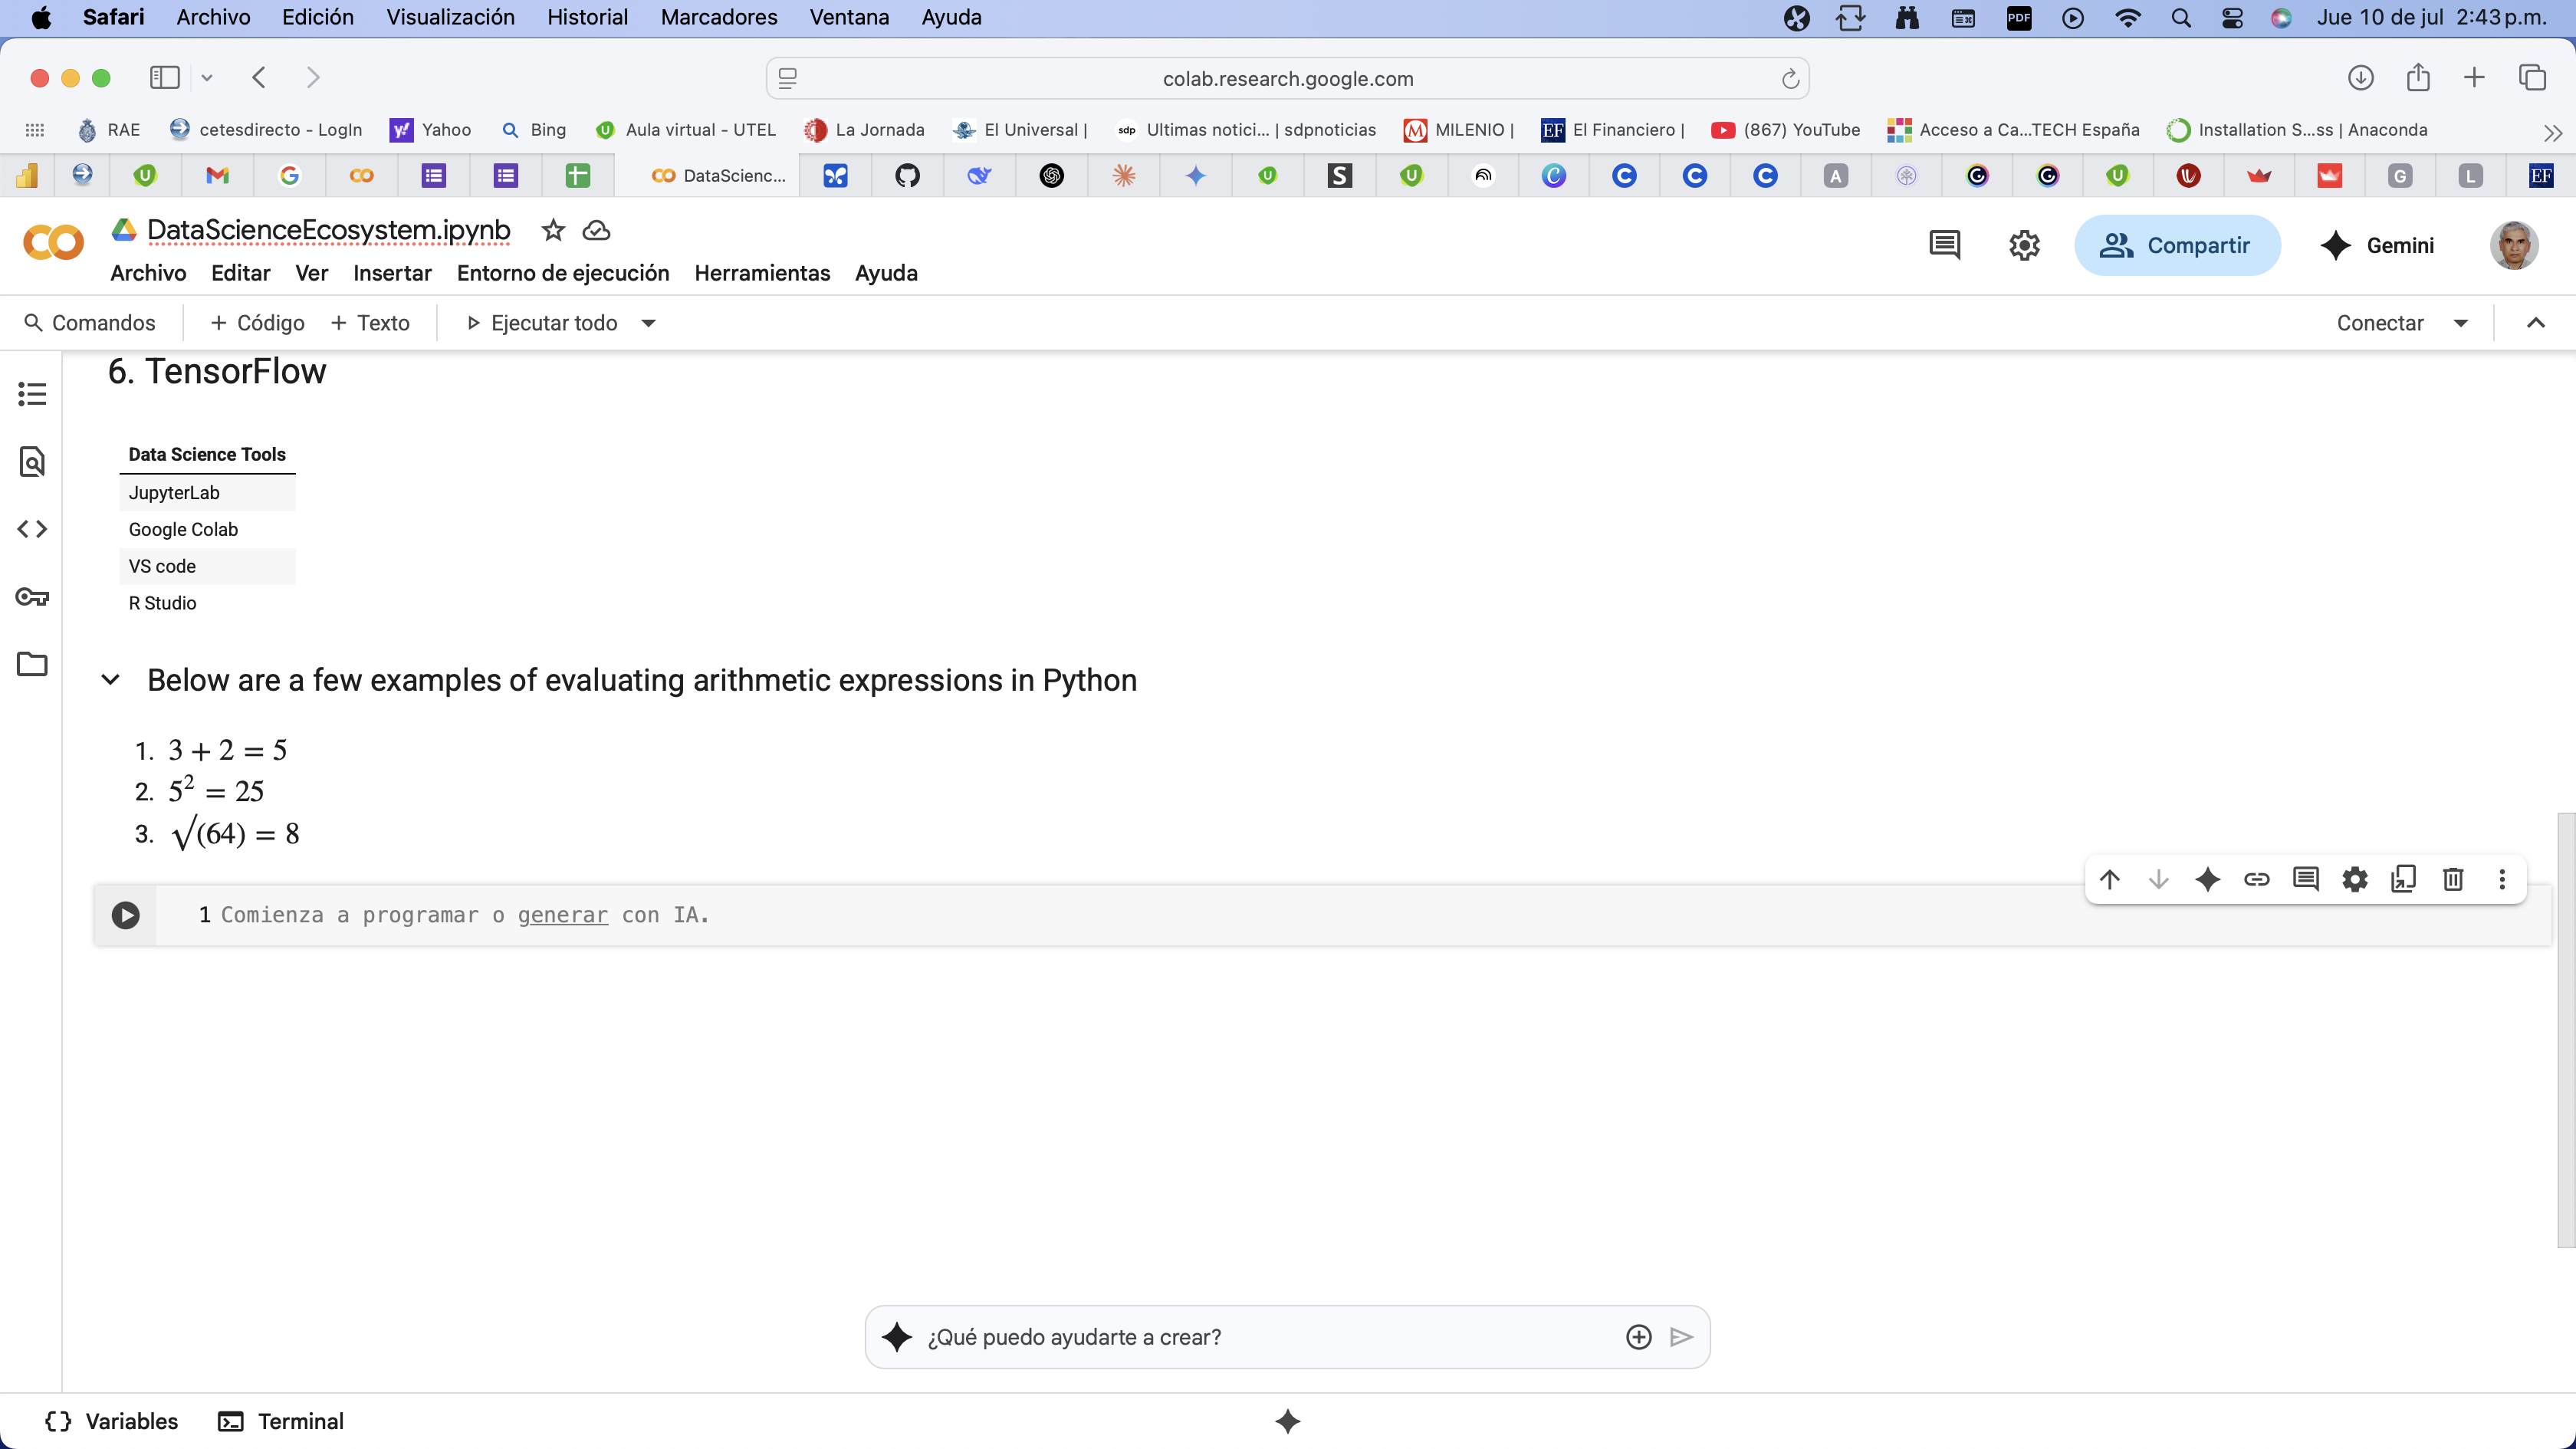 Safari Archivo Edición Visualización Historial Marcadores Ventana Ayuda PDF Jue 10 de jul 2:43 p.m.
colab.research.google.com
RAE cetesdirecto - LogIn Yahoo Bing Aula virtual - UTEL La Jornada El Universal | sdp Ultimas notici... | sdpnoticias MILENIO | EF El Financiero | (867) YouTube Acceso a Ca...TECH España Installation S...ss | Anaconda
DataScienc... S A G L EF
DataScienceEcosystem.ipynb
Compartir Gemini
Archivo Editar Ver Insertar Entorno de ejecución Herramientas Ayuda
Comandos + Código + Texto Ejecutar todo Conectar
6. TensorFlow
Data Science Tools
JupyterLab
Google Colab
VS code
R Studio
Below are a few examples of evaluating arithmetic expressions in Python
1. 3 + 2 = 5
2. 5² = 25
3. √(64) = 8
1 Comienza a programar o generar con IA.
¿Qué puedo ayudarte a crear?
Variables Terminal